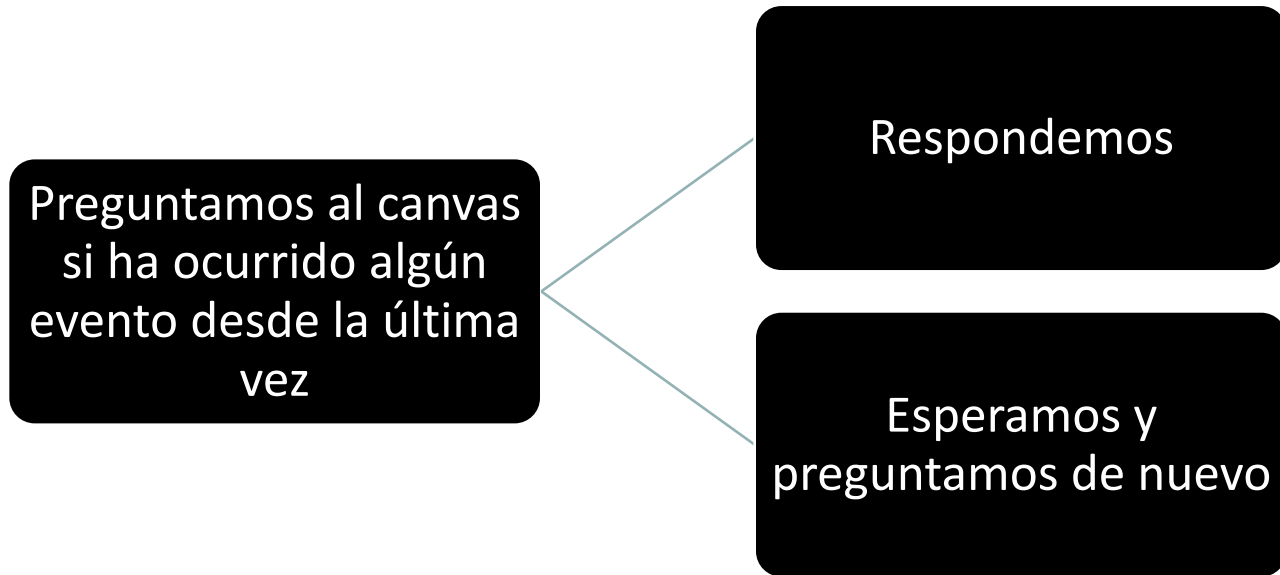 Preguntamos al canvas
si ha ocurrido algún
evento desde la última
vez
Respondemos
Esperamos y
preguntamos de nuevo